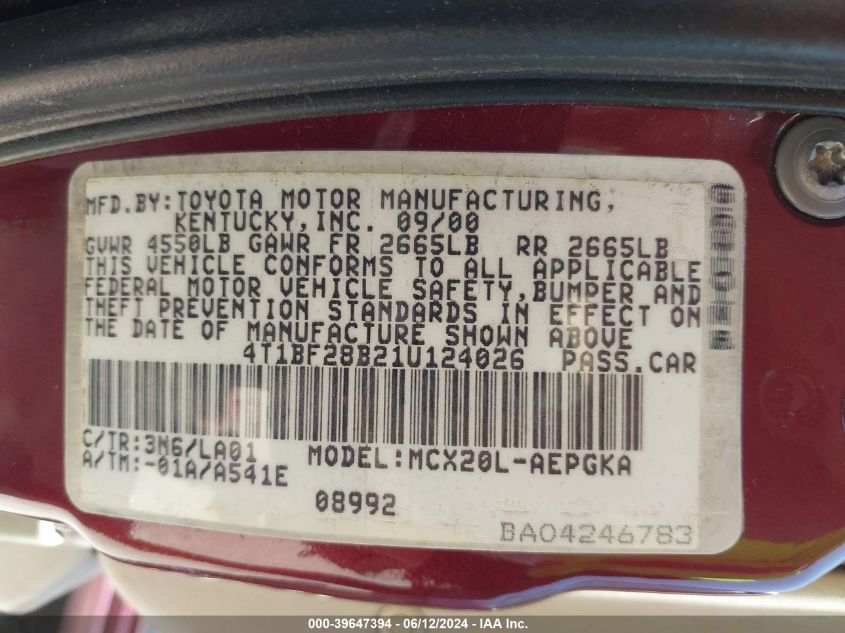 MFD.BY:TOYOTA MOTOR MANUFACTURING,
KENTUCKY,INC. 09/00
GVWR 4550LB GAWR FR 2665LB RR 2665LB
THIS VEHICLE CONFORMS TO ALL APPLICABLE
FEDERAL MOTOR VEHICLE SAFETY,BUMPER AND
THEFT PREVENTION STANDARDS IN EFFECT ON
THE DATE OF MANUFACTURE SHOWN ABOVE
4T1BF28B21U124026 PASS.CAR
C/TR:3N6/LA01 MODEL:MCX20L-AEPGKA
A/TM:-01A/A541E
08992
BA04246783
000-39647394 - 06/12/2024 - IAA Inc.